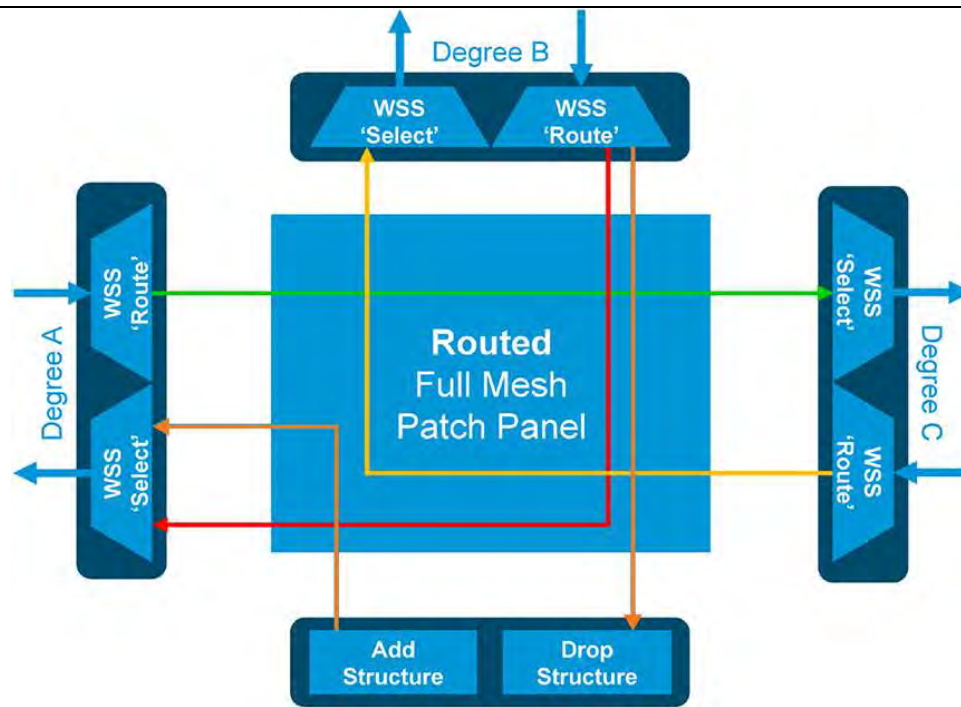 Degree B
WSS
'Select'
WSS
'Route'
WSS
'Route'
Degree A
WSS
'Select'
Routed
Full Mesh
Patch Panel
WSS
'Select'
Degree C
WSS
'Route'
Add
Structure
Drop
Structure